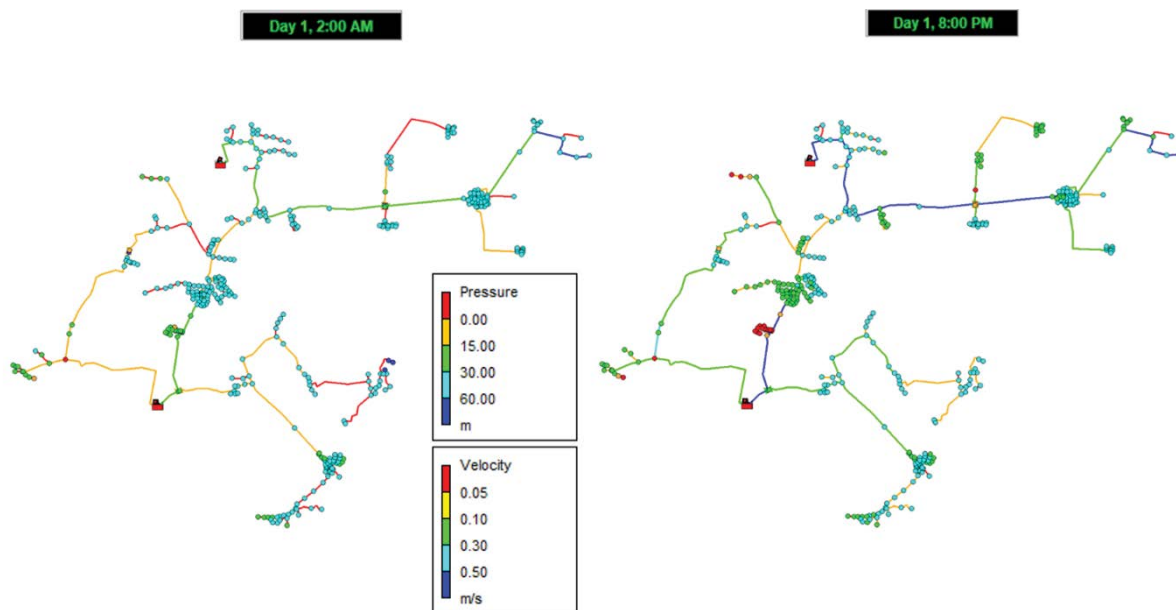 Day 1, 2:00 AM
Day 1, 8:00 PM
Pressure
0.00
15.00
30.00
60.00
m
Velocity
0.05
0.10
0.30
0.50
m/s